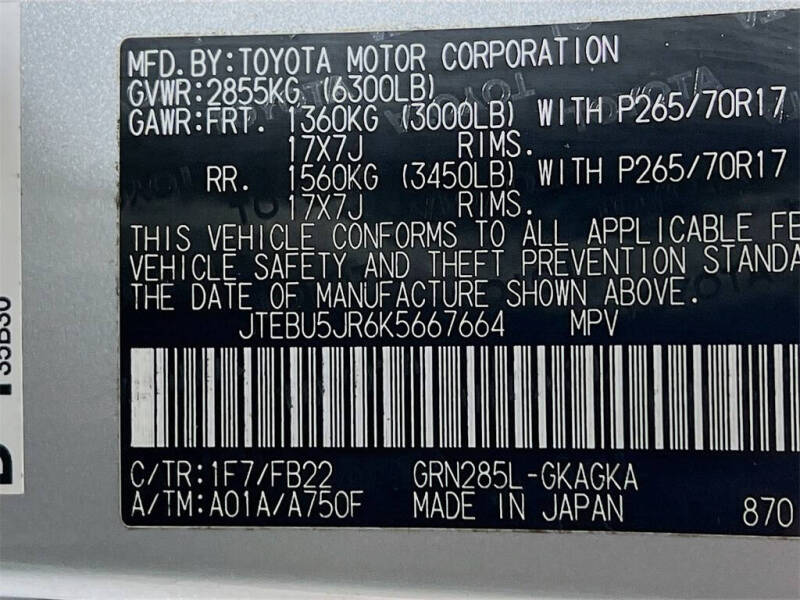 MFD.BY:TOYOTA MOTOR CORPORATION
GVWR:2855KG (6300LB)
GAWR:FRT. 1360KG (3000LB) WITH P265/70R17
17X7J RIMS.
RR. 1560KG (3450LB) WITH P265/70R17
17X7J RIMS.
THIS VEHICLE CONFORMS TO ALL APPLICABLE FE
VEHICLE SAFETY AND THEFT PREVENTION STANDA
THE DATE OF MANUFACTURE SHOWN ABOVE.
JTEBU5JR6K5667664 MPV
C/TR:1F7/FB22 GRN285L-GKAGKA
A/TM:A01A/A750F MADE IN JAPAN 870
35B30